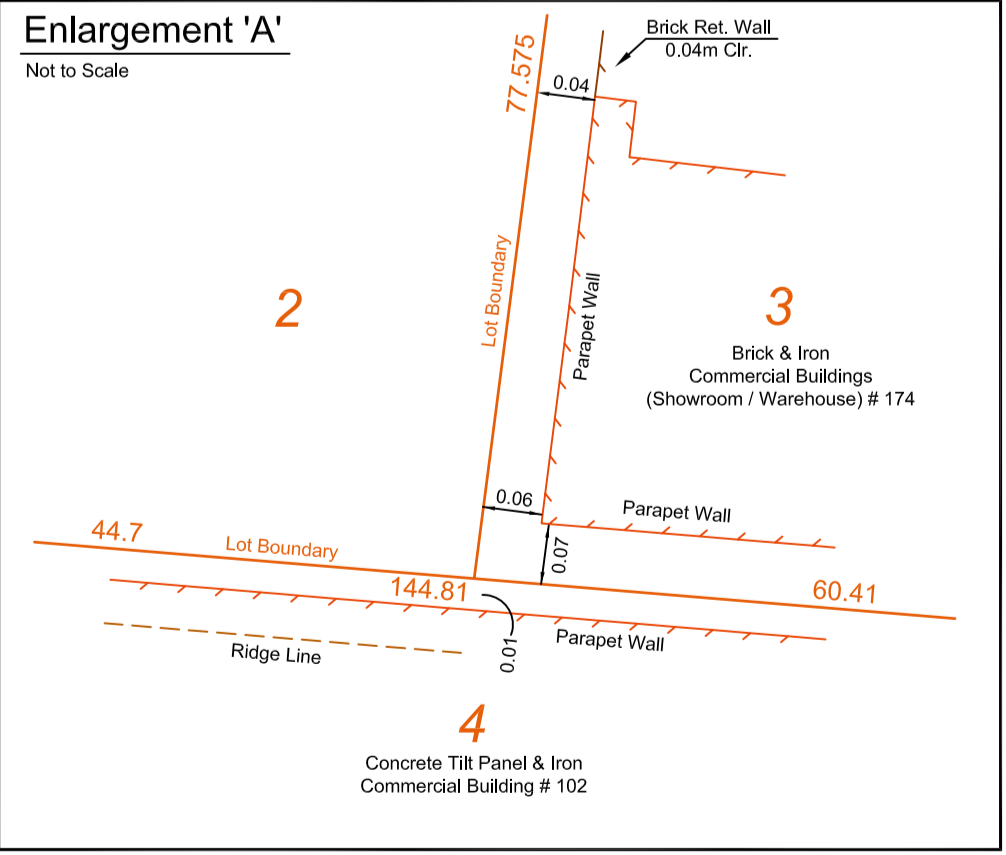 Enlargement 'A'
Not to Scale
77.575
Brick Ret. Wall
0.04m Clr.
0.04
Lot Boundary
Parapet Wall
2
3
Brick & Iron
Commercial Buildings
(Showroom / Warehouse) # 174
0.06
Parapet Wall
0.07
44.7
Lot Boundary
144.81
60.41
0.01
Parapet Wall
Ridge Line
4
Concrete Tilt Panel & Iron
Commercial Building # 102